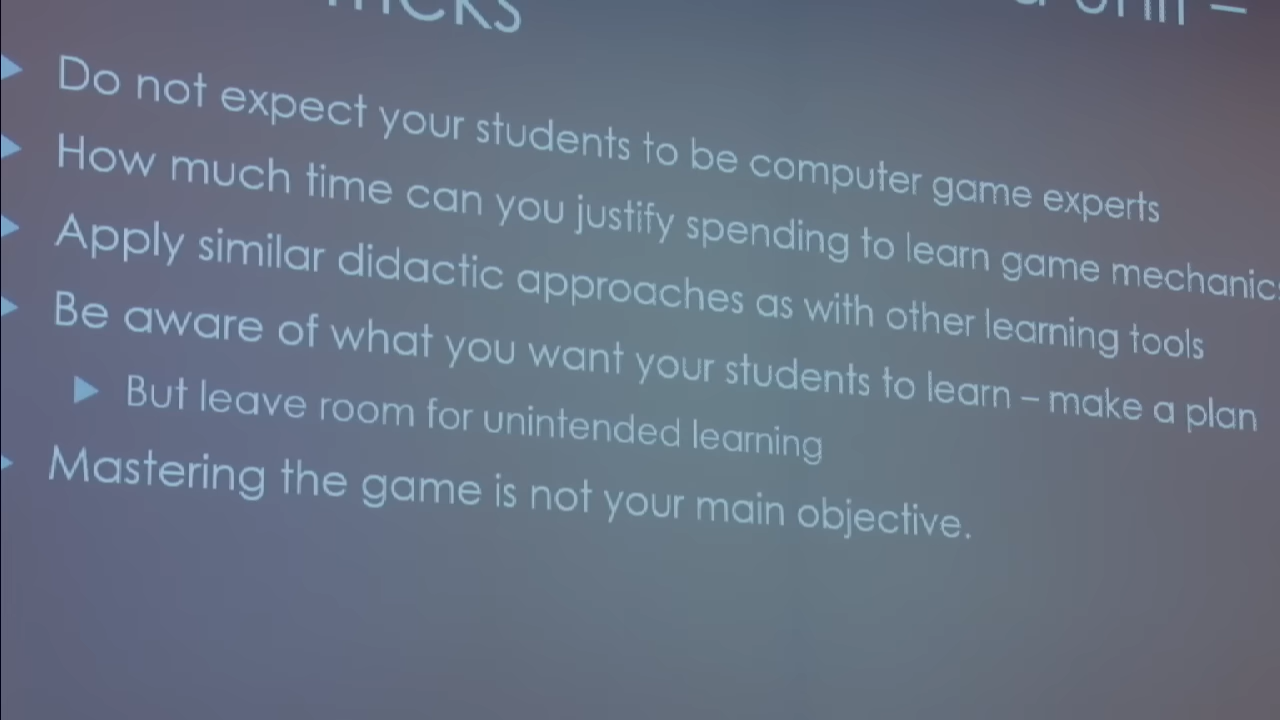 Do not expect your students to be computer game experts
How much time can you justify spending to learn game mechanics
Apply similar didactic approaches as with other learning tools
Be aware of what you want your students to learn – make a plan
But leave room for unintended learning
Mastering the game is not your main objective.